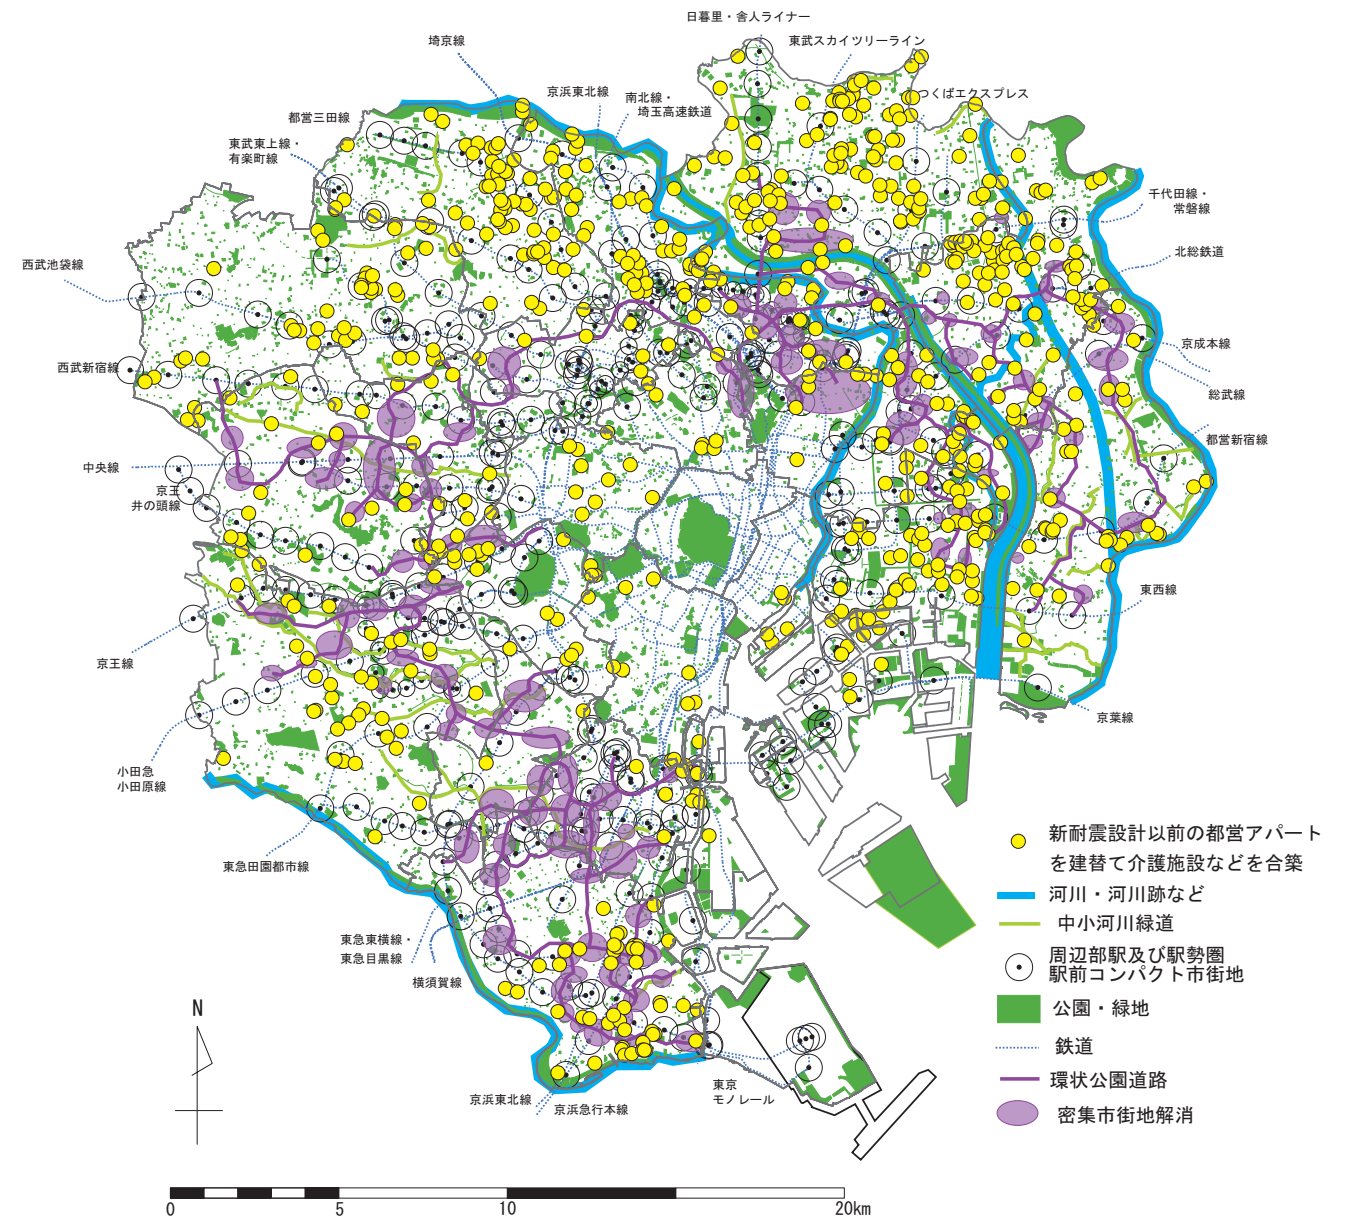 日暮里・舎人ライナー
埼京線
東武スカイツリーライン
京浜東北線
南北線・
埼玉高速鉄道
つくばエクスプレス
都営三田線
東武東上線・
有楽町線
千代田線・
常磐線
北総鉄道
西武池袋線
京成本線
西武新宿線
総武線
都営新宿線
中央線
京王
井の頭線
東西線
京王線
京葉線
小田急
小田原線
東急田園都市線
東急東横線・
東急目黒線
横須賀線
京浜東北線
京浜急行本線
東京
モノレール
新耐震設計以前の都営アパート
を建替て介護施設などを合築
河川・河川跡など
中小河川緑道
周辺部駅及び駅勢圏
駅前コンパクト市街地
公園・緑地
鉄道
環状公園道路
密集市街地解消
N
0 5 10 20km